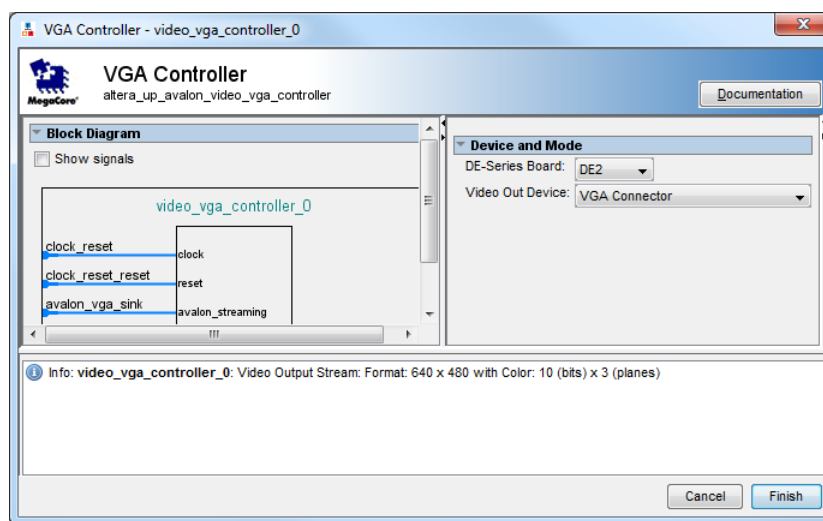 VGA Controller - video_vga_controller_0
MegaCore®
VGA Controller
altera_up_avalon_video_vga_controller
Documentation
Block Diagram
Show signals
video_vga_controller_0
clock_reset
clock
clock_reset_reset
reset
avalon_vga_sink
avalon_streaming
Device and Mode
DE-Series Board: DE2
Video Out Device: VGA Connector
Info: video_vga_controller_0: Video Output Stream: Format: 640 x 480 with Color: 10 (bits) x 3 (planes)
Cancel Finish